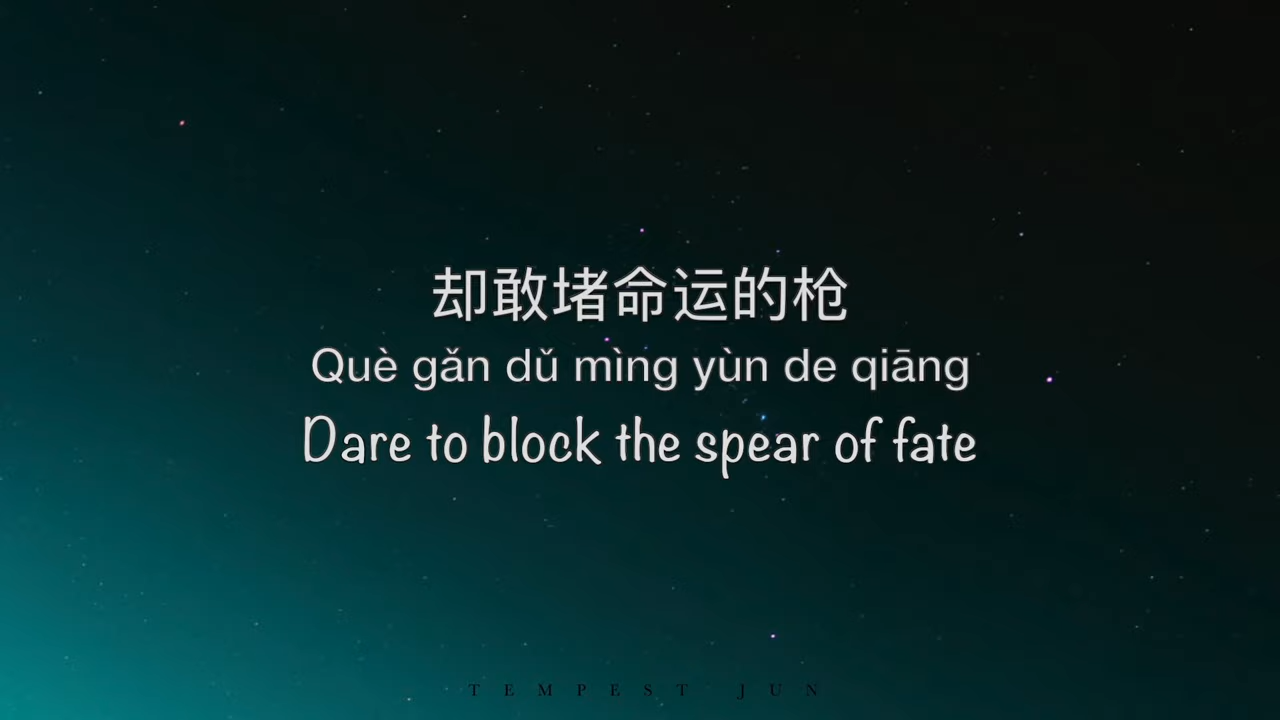 却敢堵命运的枪
Què gǎn dǔ mìng yùn de qiāng
Dare to block the spear of fate
TEMPEST JUN